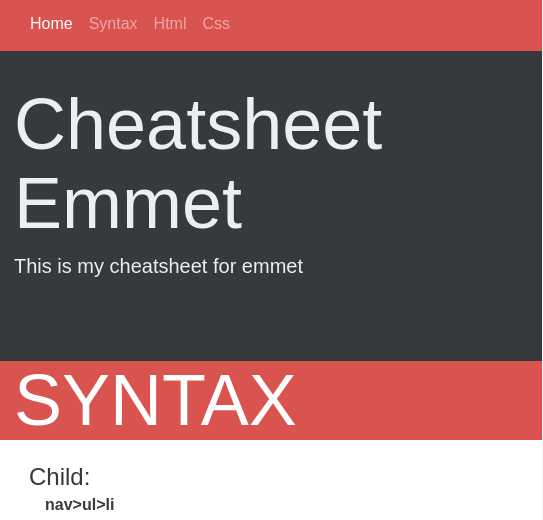 Home Syntax Html Css
Cheatsheet
Emmet
This is my cheatsheet for emmet
SYNTAX
Child:
nav>ul>li